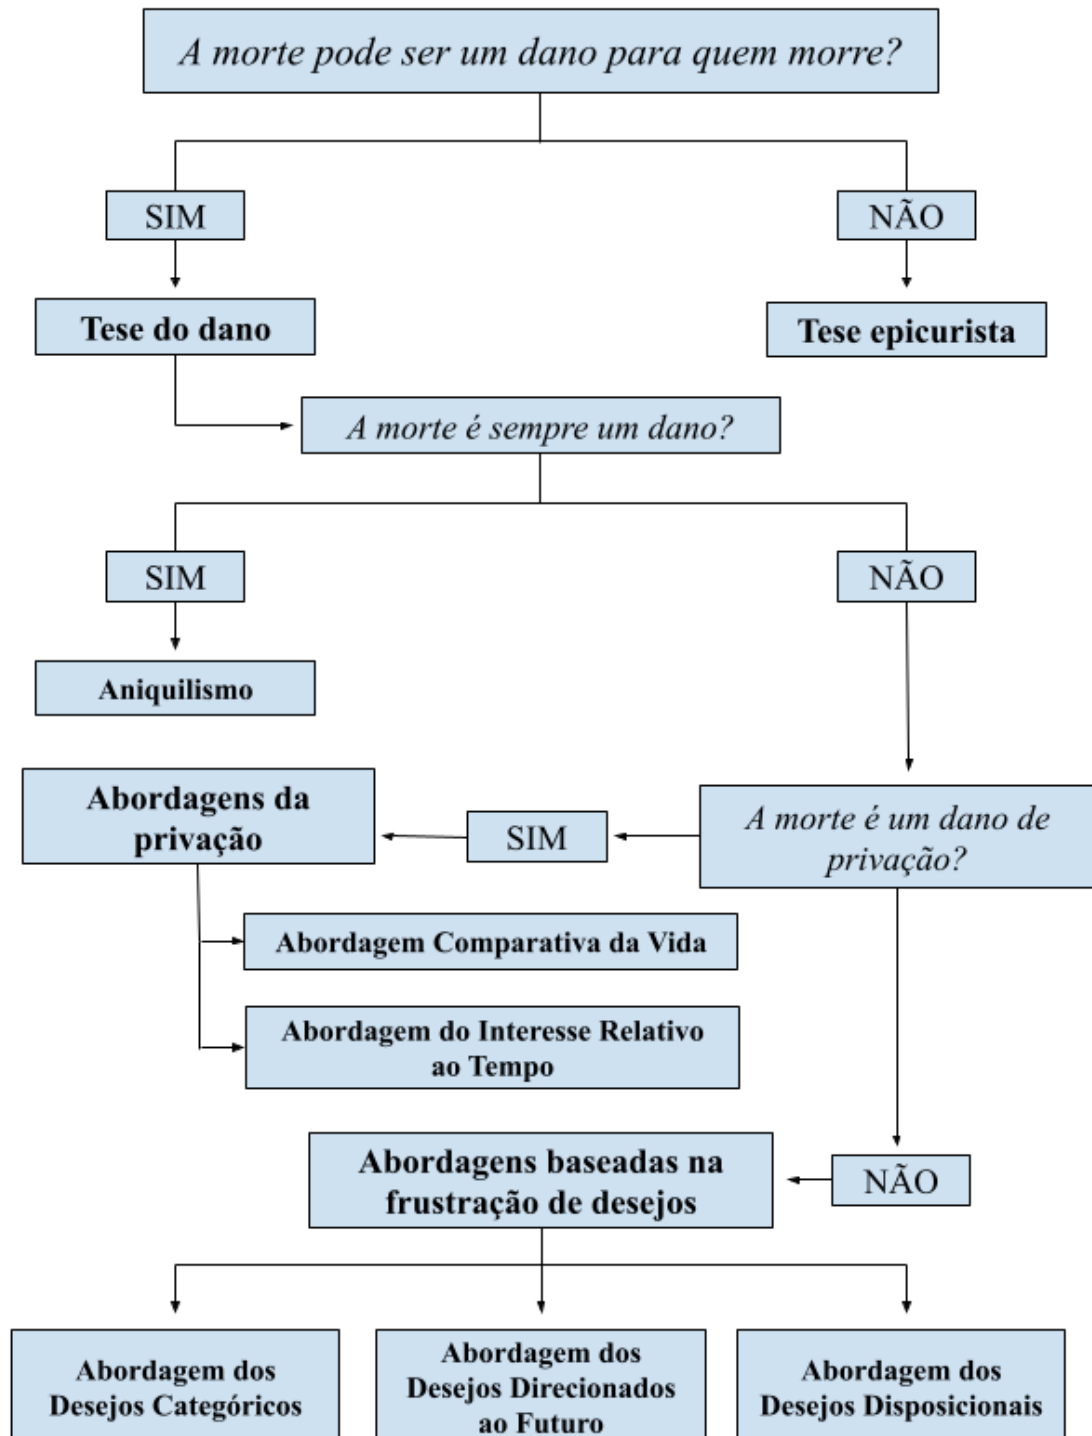 A morte pode ser um dano para quem morre?
SIM
NÃO
Tese do dano
Tese epicurista
A morte é sempre um dano?
SIM
NÃO
Aniquilismo
Abordagens da
privação
SIM
A morte é um dano de
privação?
Abordagem Comparativa da Vida
Abordagem do Interesse Relativo
ao Tempo
Abordagens baseadas na
frustração de desejos
NÃO
Abordagem dos
Desejos Categóricos
Abordagem dos
Desejos Direcionados
ao Futuro
Abordagem dos
Desejos Disposicionais